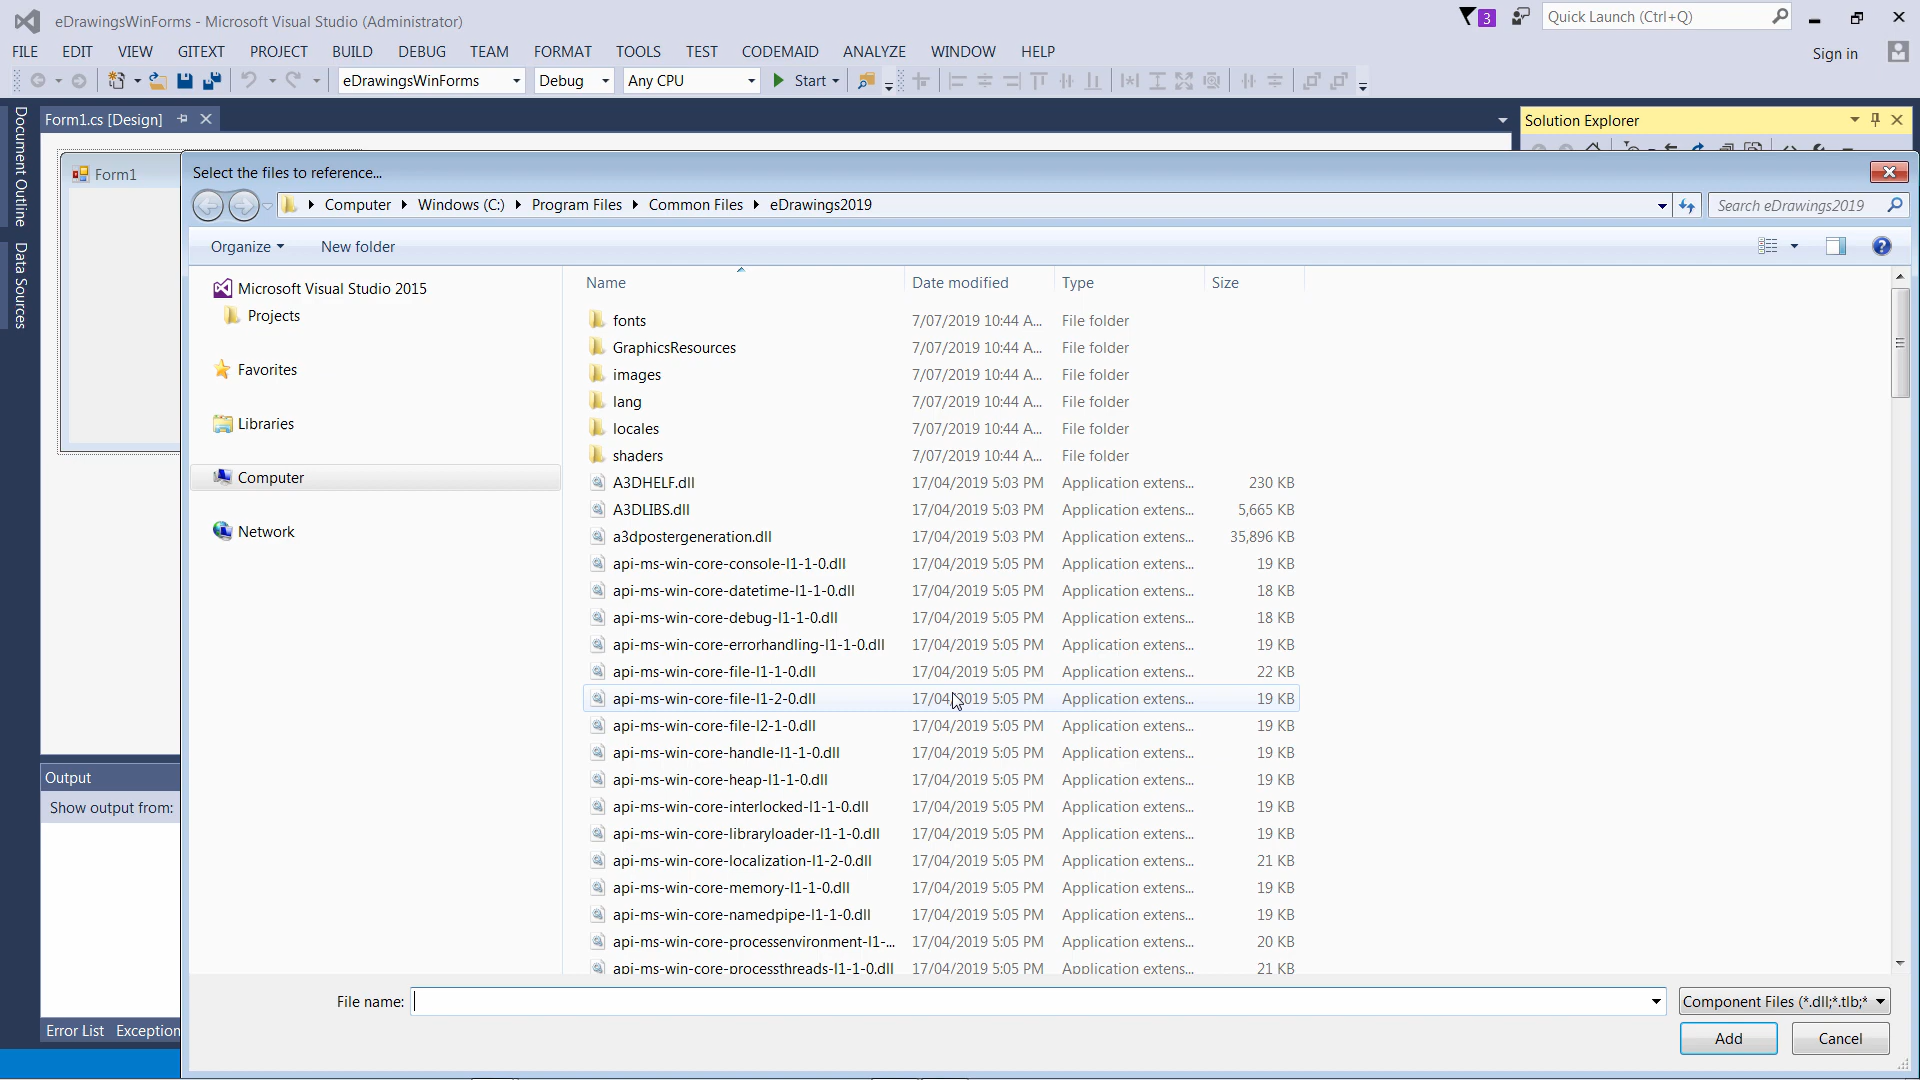 eDrawingsWinForms - Microsoft Visual Studio (Administrator)
3
Quick Launch (Ctrl+Q)
FILE EDIT VIEW GITEXT PROJECT BUILD DEBUG TEAM FORMAT TOOLS TEST CODEMAID ANALYZE WINDOW HELP
Sign in
eDrawingsWinForms Debug Any CPU Start
Document Outline
Data Sources
Form1.cs [Design]
Solution Explorer
Form1
Select the files to reference...
Computer Windows (C:) Program Files Common Files eDrawings2019
Search eDrawings2019
Organize New folder
Microsoft Visual Studio 2015
Projects
Favorites
Libraries
Computer
Network
Name Date modified Type Size
fonts 7/07/2019 10:44 A... File folder
GraphicsResources 7/07/2019 10:44 A... File folder
images 7/07/2019 10:44 A... File folder
lang 7/07/2019 10:44 A... File folder
locales 7/07/2019 10:44 A... File folder
shaders 7/07/2019 10:44 A... File folder
A3DHELF.dll 17/04/2019 5:03 PM Application extens... 230 KB
A3DLIBS.dll 17/04/2019 5:03 PM Application extens... 5,665 KB
a3dpostergeneration.dll 17/04/2019 5:03 PM Application extens... 35,896 KB
api-ms-win-core-console-l1-1-0.dll 17/04/2019 5:05 PM Application extens... 19 KB
api-ms-win-core-datetime-l1-1-0.dll 17/04/2019 5:05 PM Application extens... 18 KB
api-ms-win-core-debug-l1-1-0.dll 17/04/2019 5:05 PM Application extens... 18 KB
api-ms-win-core-errorhandling-l1-1-0.dll 17/04/2019 5:05 PM Application extens... 19 KB
api-ms-win-core-file-l1-1-0.dll 17/04/2019 5:05 PM Application extens... 22 KB
api-ms-win-core-file-l1-2-0.dll 17/04/2019 5:05 PM Application extens... 19 KB
api-ms-win-core-file-l2-1-0.dll 17/04/2019 5:05 PM Application extens... 19 KB
api-ms-win-core-handle-l1-1-0.dll 17/04/2019 5:05 PM Application extens... 19 KB
api-ms-win-core-heap-l1-1-0.dll 17/04/2019 5:05 PM Application extens... 19 KB
api-ms-win-core-interlocked-l1-1-0.dll 17/04/2019 5:05 PM Application extens... 19 KB
api-ms-win-core-libraryloader-l1-1-0.dll 17/04/2019 5:05 PM Application extens... 19 KB
api-ms-win-core-localization-l1-2-0.dll 17/04/2019 5:05 PM Application extens... 21 KB
api-ms-win-core-memory-l1-1-0.dll 17/04/2019 5:05 PM Application extens... 19 KB
api-ms-win-core-namedpipe-l1-1-0.dll 17/04/2019 5:05 PM Application extens... 19 KB
api-ms-win-core-processenvironment-l1-... 17/04/2019 5:05 PM Application extens... 20 KB
api-ms-win-core-processthreads-l1-1-0.dll 17/04/2019 5:05 PM Application extens... 21 KB
Output
Show output from:
Error List Exception
File name:
Component Files (*.dll;*.tlb;*
Add Cancel